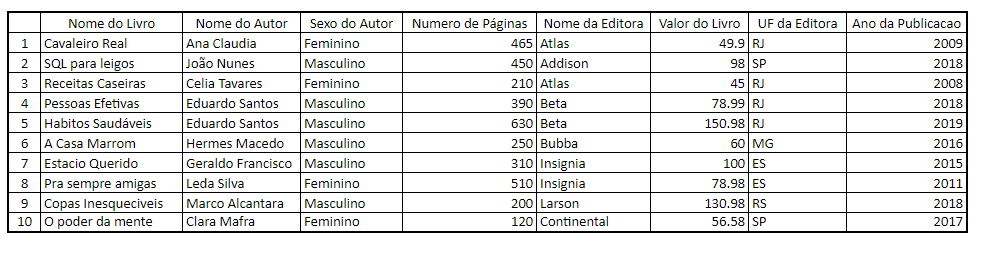 Nome do Livro Nome do Autor Sexo do Autor Numero de Páginas Nome da Editora Valor do Livro UF da Editora Ano da Publicacao
1 Cavaleiro Real Ana Claudia Feminino 465 Atlas 49.9 RJ 2009
2 SQL para leigos João Nunes Masculino 450 Addison 98 SP 2018
3 Receitas Caseiras Celia Tavares Feminino 210 Atlas 45 RJ 2008
4 Pessoas Efetivas Eduardo Santos Masculino 390 Beta 78.99 RJ 2018
5 Habitos Saudáveis Eduardo Santos Masculino 630 Beta 150.98 RJ 2019
6 A Casa Marrom Hermes Macedo Masculino 250 Bubba 60 MG 2016
7 Estacio Querido Geraldo Francisco Masculino 310 Insignia 100 ES 2015
8 Pra sempre amigas Leda Silva Feminino 510 Insignia 78.98 ES 2011
9 Copas Inesqueciveis Marco Alcantara Masculino 200 Larson 130.98 RS 2018
10 O poder da mente Clara Mafra Feminino 120 Continental 56.58 SP 2017